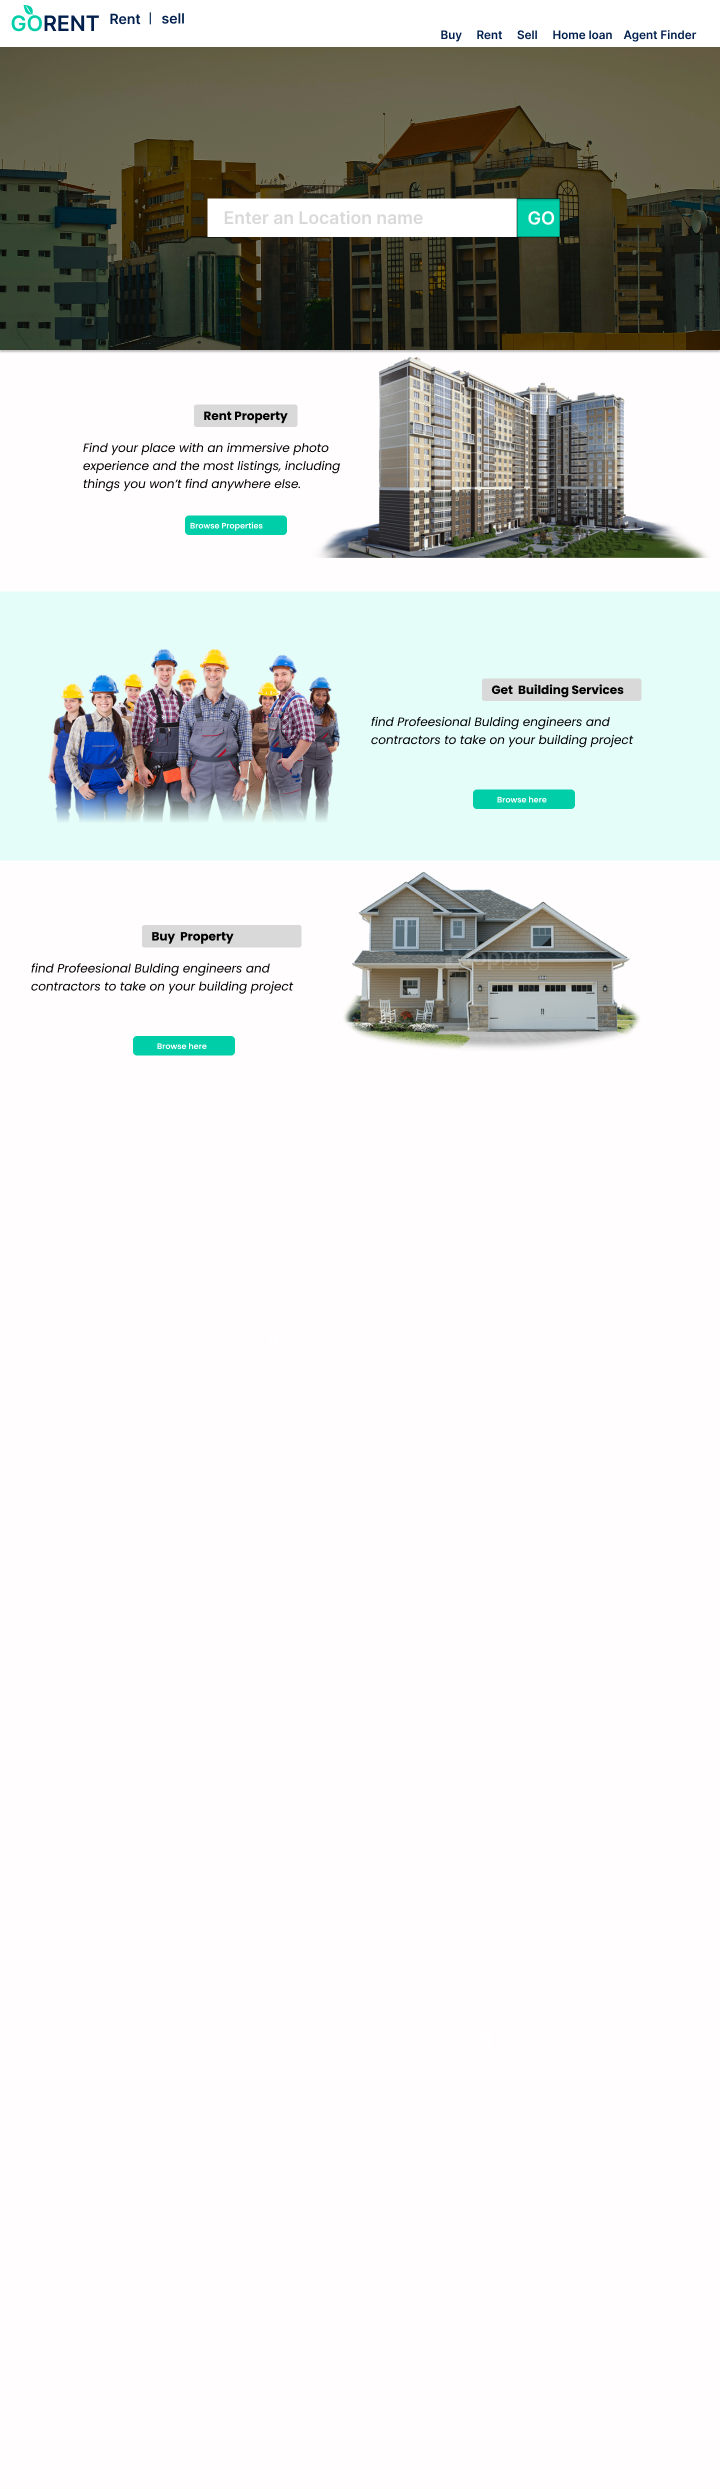 GORENT Rent | sell
Buy Rent Sell Home loan Agent Finder
Enter an Location name GO
Rent Property
Find your place with an immersive photo
experience and the most listings, including
things you won’t find anywhere else.
Browse Properties
Get Building Services
find Profeesional Bulding engineers and
contractors to take on your building project
Browse here
Buy Property
find Profeesional Bulding engineers and
contractors to take on your building project
Browse here